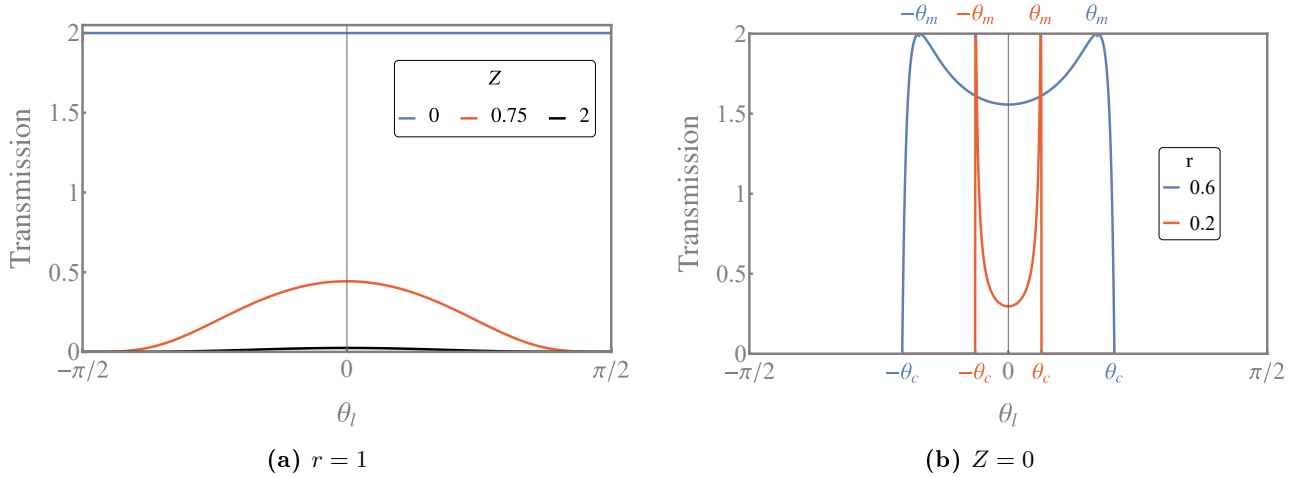 2
1.5
1
0.5
0
Transmission
−π/2
0
π/2
θ_l
Z
0
0.75
2
(a) r = 1
−θ_m −θ_m θ_m θ_m
2
1.5
1
0.5
0
Transmission
−π/2
−θ_c −θ_c 0 θ_c θ_c
π/2
θ_l
r
0.6
0.2
(b) Z = 0